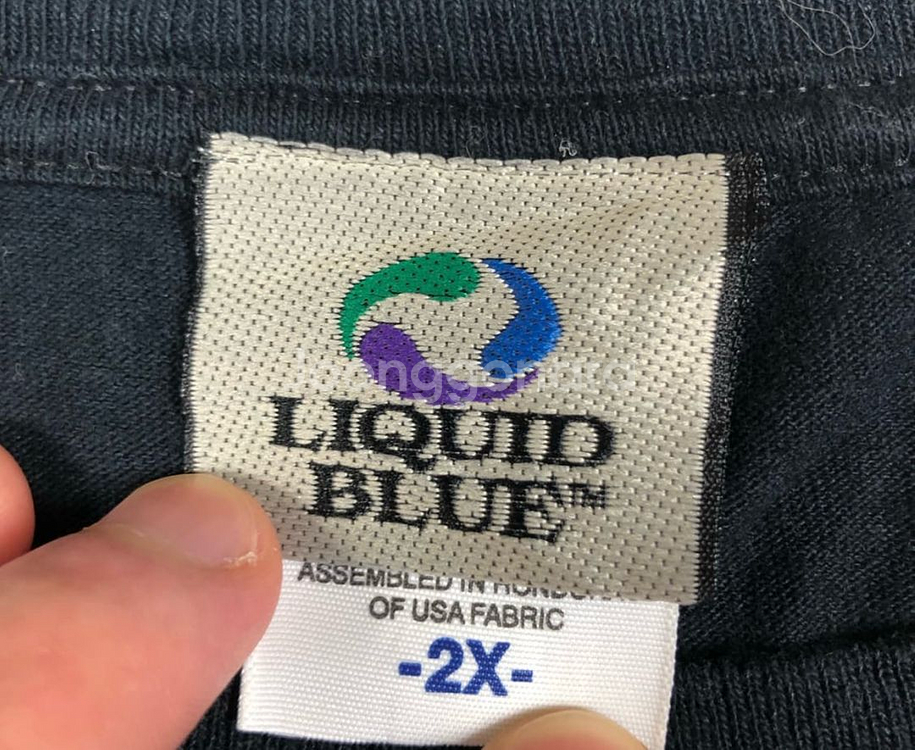 LIQUID
BLUE™
ASSEMBLED IN
OF USA FABRIC
-2X-